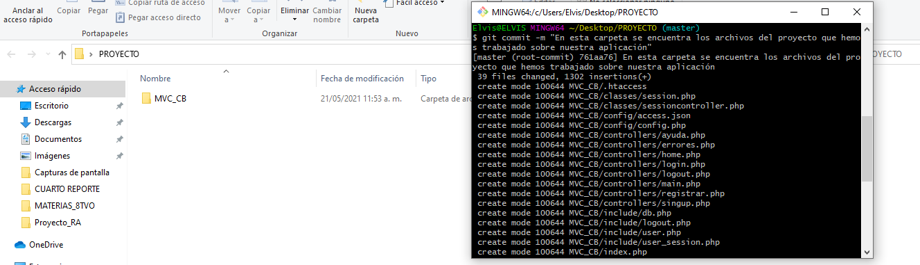 Anclar al
acceso rápido
Copiar
Pegar
Copiar ruta de acceso
Pegar acceso directo
Mover
a
Copiar
a
Eliminar
Cambiar
nombre
Nueva
carpeta
Fácil acceso
Portapapeles
Organizar
PROYECTO
Nombre
Fecha de modificación
Tipo
MVC_CB
21/05/2021 11:53 a. m.
Carpeta de arc
Acceso rápido
Escritorio
Descargas
Documentos
Imágenes
Capturas de pantalla
CUARTO REPORTE
MATERIAS_8TVO
Proyecto_RA
OneDrive
MINGW64:/c/Users/Elvis/Desktop/PROYECTO
Elvis@ELVIS MINGW64 ~/Desktop/PROYECTO (master)
$ git commit -m "En esta carpeta se encuentra los archivos del proyecto que hemo
s trabajado sobre nuestra aplicación"
[master (root-commit) 761aa76] En esta carpeta se encuentra los archivos del pro
yecto que hemos trabajado sobre nuestra aplicación
39 files changed, 1302 insertions(+)
create mode 100644 MVC_CB/.htaccess
create mode 100644 MVC_CB/classes/session.php
create mode 100644 MVC_CB/classes/sessioncontroller.php
create mode 100644 MVC_CB/config/access.json
create mode 100644 MVC_CB/config/config.php
create mode 100644 MVC_CB/controllers/ayuda.php
create mode 100644 MVC_CB/controllers/errores.php
create mode 100644 MVC_CB/controllers/home.php
create mode 100644 MVC_CB/controllers/login.php
create mode 100644 MVC_CB/controllers/logout.php
create mode 100644 MVC_CB/controllers/main.php
create mode 100644 MVC_CB/controllers/registrar.php
create mode 100644 MVC_CB/controllers/singup.php
create mode 100644 MVC_CB/include/db.php
create mode 100644 MVC_CB/include/logout.php
create mode 100644 MVC_CB/include/user.php
create mode 100644 MVC_CB/include/user_session.php
create mode 100644 MVC_CB/index.php